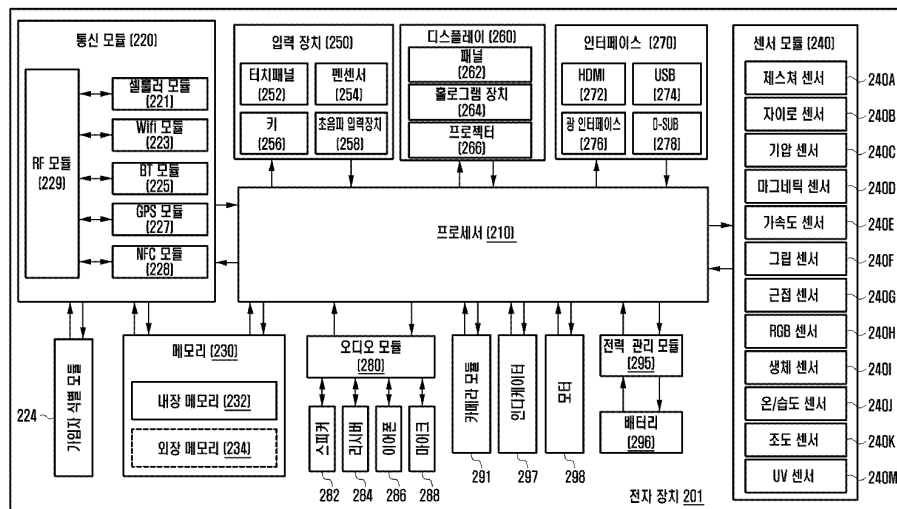 통신 모듈 (220)
RF 모듈
(229)
셀룰러 모듈
(221)
Wifi 모듈
(223)
BT 모듈
(225)
GPS 모듈
(227)
NFC 모듈
(228)
입력 장치 (250)
터치패널
(252)
펜센서
(254)
키
(256)
초음파 입력장치
(258)
디스플레이 (260)
패널
(262)
홀로그램 장치
(264)
프로젝터
(266)
인터페이스 (270)
HDMI
(272)
USB
(274)
광 인터페이스
(276)
D-SUB
(278)
센서 모듈 (240)
제스쳐 센서
240A
자이로 센서
240B
기압 센서
240C
마그네틱 센서
240D
가속도 센서
240E
그립 센서
240F
근접 센서
240G
RGB 센서
240H
생체 센서
240I
온/습도 센서
240J
조도 센서
240K
UV 센서
240M
프로세서 (210)
224
가입자 식별 모듈
메모리 (230)
내장 메모리 (232)
외장 메모리 (234)
오디오 모듈
(280)
스피커
282
리시버
284
이어폰
286
마이크
288
카메라 모듈
291
인디케이터
297
모터
298
전력 관리 모듈
(295)
배터리
(296)
전자 장치 201